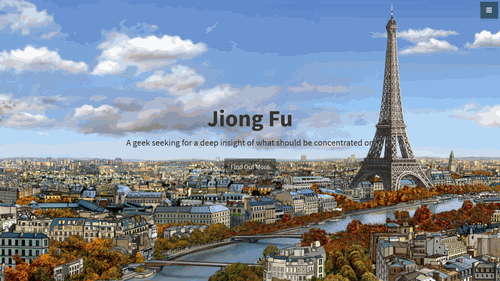 Jiong Fu
A geek seeking for a deep insight of what should be concentrated on
Find Out More